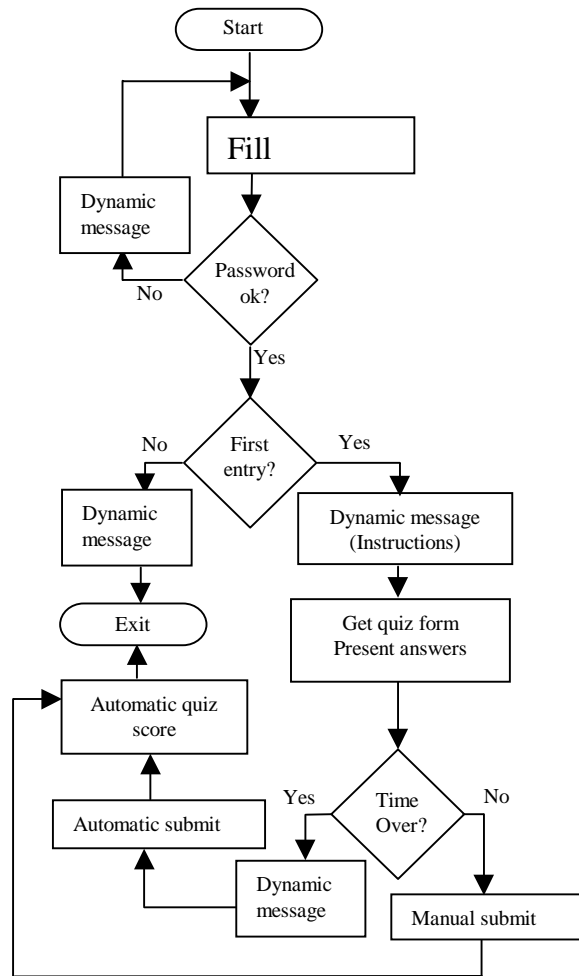 Start
Fill
Dynamic
message
Password
ok?
No
Yes
First
entry?
No
Yes
Dynamic
message
Dynamic message
(Instructions)
Exit
Get quiz form
Present answers
Automatic quiz
score
Time
Over?
Yes
No
Automatic submit
Dynamic
message
Manual submit